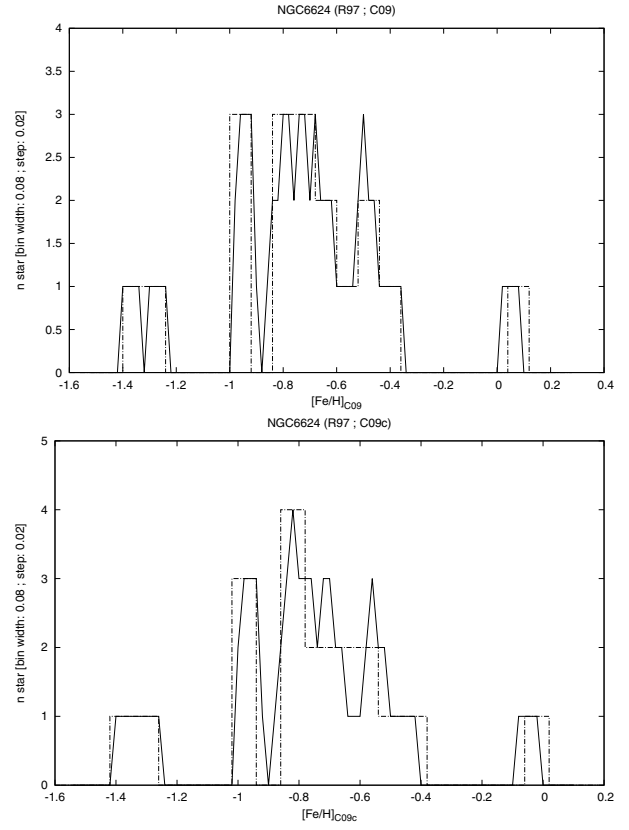 NGC6624 (R97 ; C09)
n star [bin width: 0.08 ; step: 0.02]
4
3.5
3
2.5
2
1.5
1
0.5
0
-1.6 -1.4 -1.2 -1 -0.8 -0.6 -0.4 -0.2 0 0.2 0.4
[Fe/H]C09
NGC6624 (R97 ; C09c)
n star [bin width: 0.08 ; step: 0.02]
5
4
3
2
1
0
-1.6 -1.4 -1.2 -1 -0.8 -0.6 -0.4 -0.2 0 0.2
[Fe/H]C09c